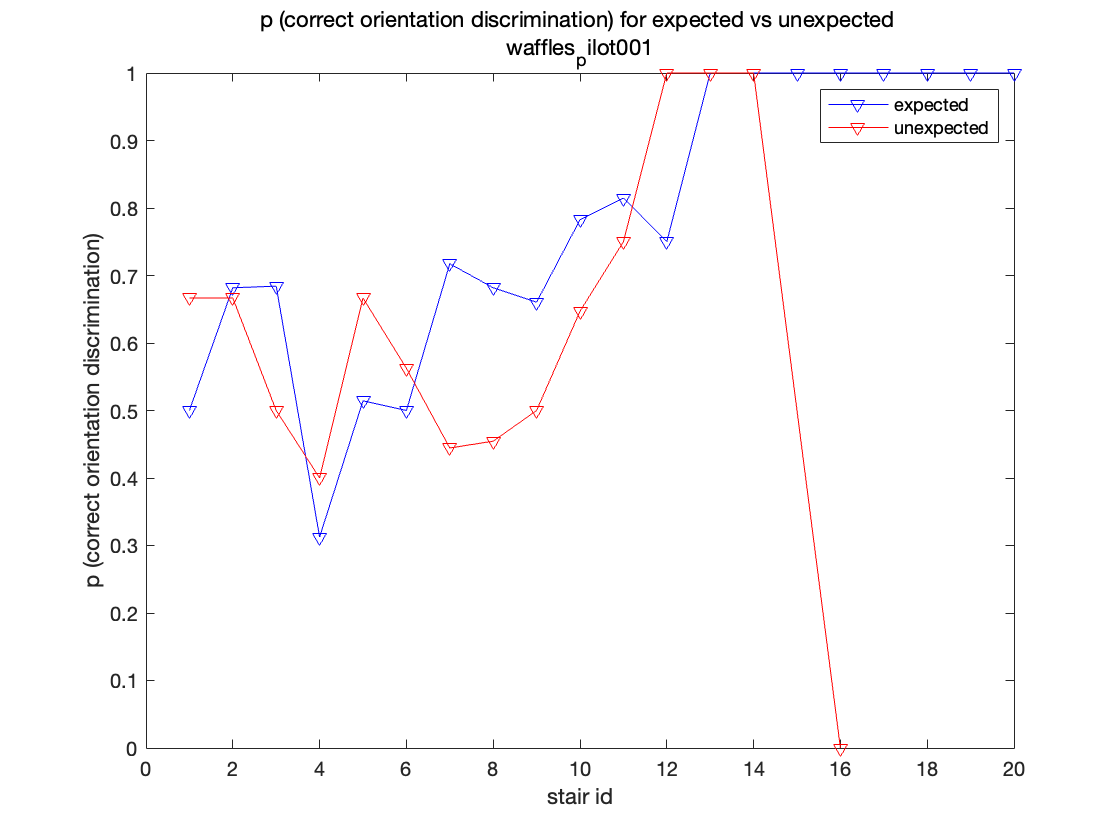 p (correct orientation discrimination) for expected vs unexpected
waffles_pilot001
1
0.9
0.8
0.7
0.6
0.5
0.4
0.3
0.2
0.1
0
p (correct orientation discrimination)
expected
unexpected
0 2 4 6 8 10 12 14 16 18 20
stair id